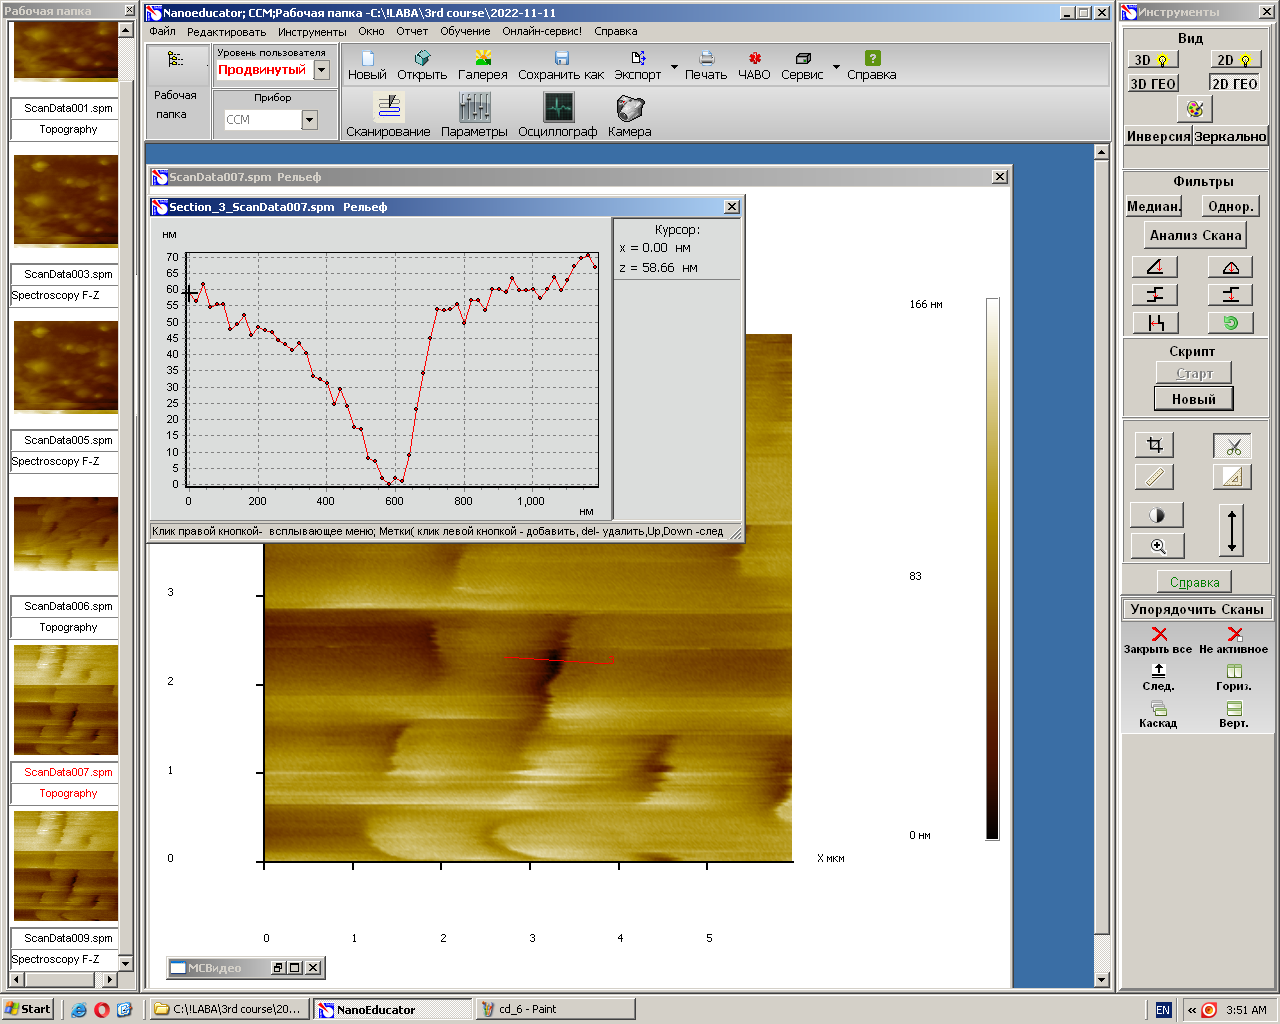 Рабочая папка
ScanData001.spm
Topography
ScanData003.spm
Spectroscopy F-Z
ScanData005.spm
Spectroscopy F-Z
ScanData006.spm
Topography
ScanData007.spm
Topography
ScanData009.spm
Spectroscopy F-Z
Nanoeducator; ССМ;Рабочая папка -C:\!LABA\3rd course\2022-11-11
Файл Редактировать Инструменты Окно Отчет Обучение Онлайн-сервис! Справка
Рабочая
папка
Уровень пользователя
Продвинутый
Прибор
ССМ
Новый Открыть Галерея Сохранить как Экспорт Печать ЧАВО Сервис Справка
Сканирование Параметры Осциллограф Камера
ScanData007.spm Рельеф
Section_3_ScanData007.spm Рельеф
нм
70
65
60
55
50
45
40
35
30
25
20
15
10
5
0
0 200 400 600 800 1,000
нм
Курсор:
x = 0.00 нм
z = 58.66 нм
Клик правой кнопкой- всплывающее меню; Метки( клик левой кнопкой - добавить, del- удалить,Up,Down -след
166 нм
83
0 нм
3
2
1
0
X мкм
0 1 2 3 4 5
МСВидео
Инструменты
Вид
3D 2D
3D ГЕО 2D ГЕО
Инверсия Зеркально
Фильтры
Медиан. Однор.
Анализ Скана
Скрипт
Старт
Новый
Справка
Упорядочить Сканы
Закрыть все Не активное
След. Гориз.
Каскад Верт.
Start C:\!LABA\3rd course\20... NanoEducator cd_6 - Paint EN « 3:51 AM